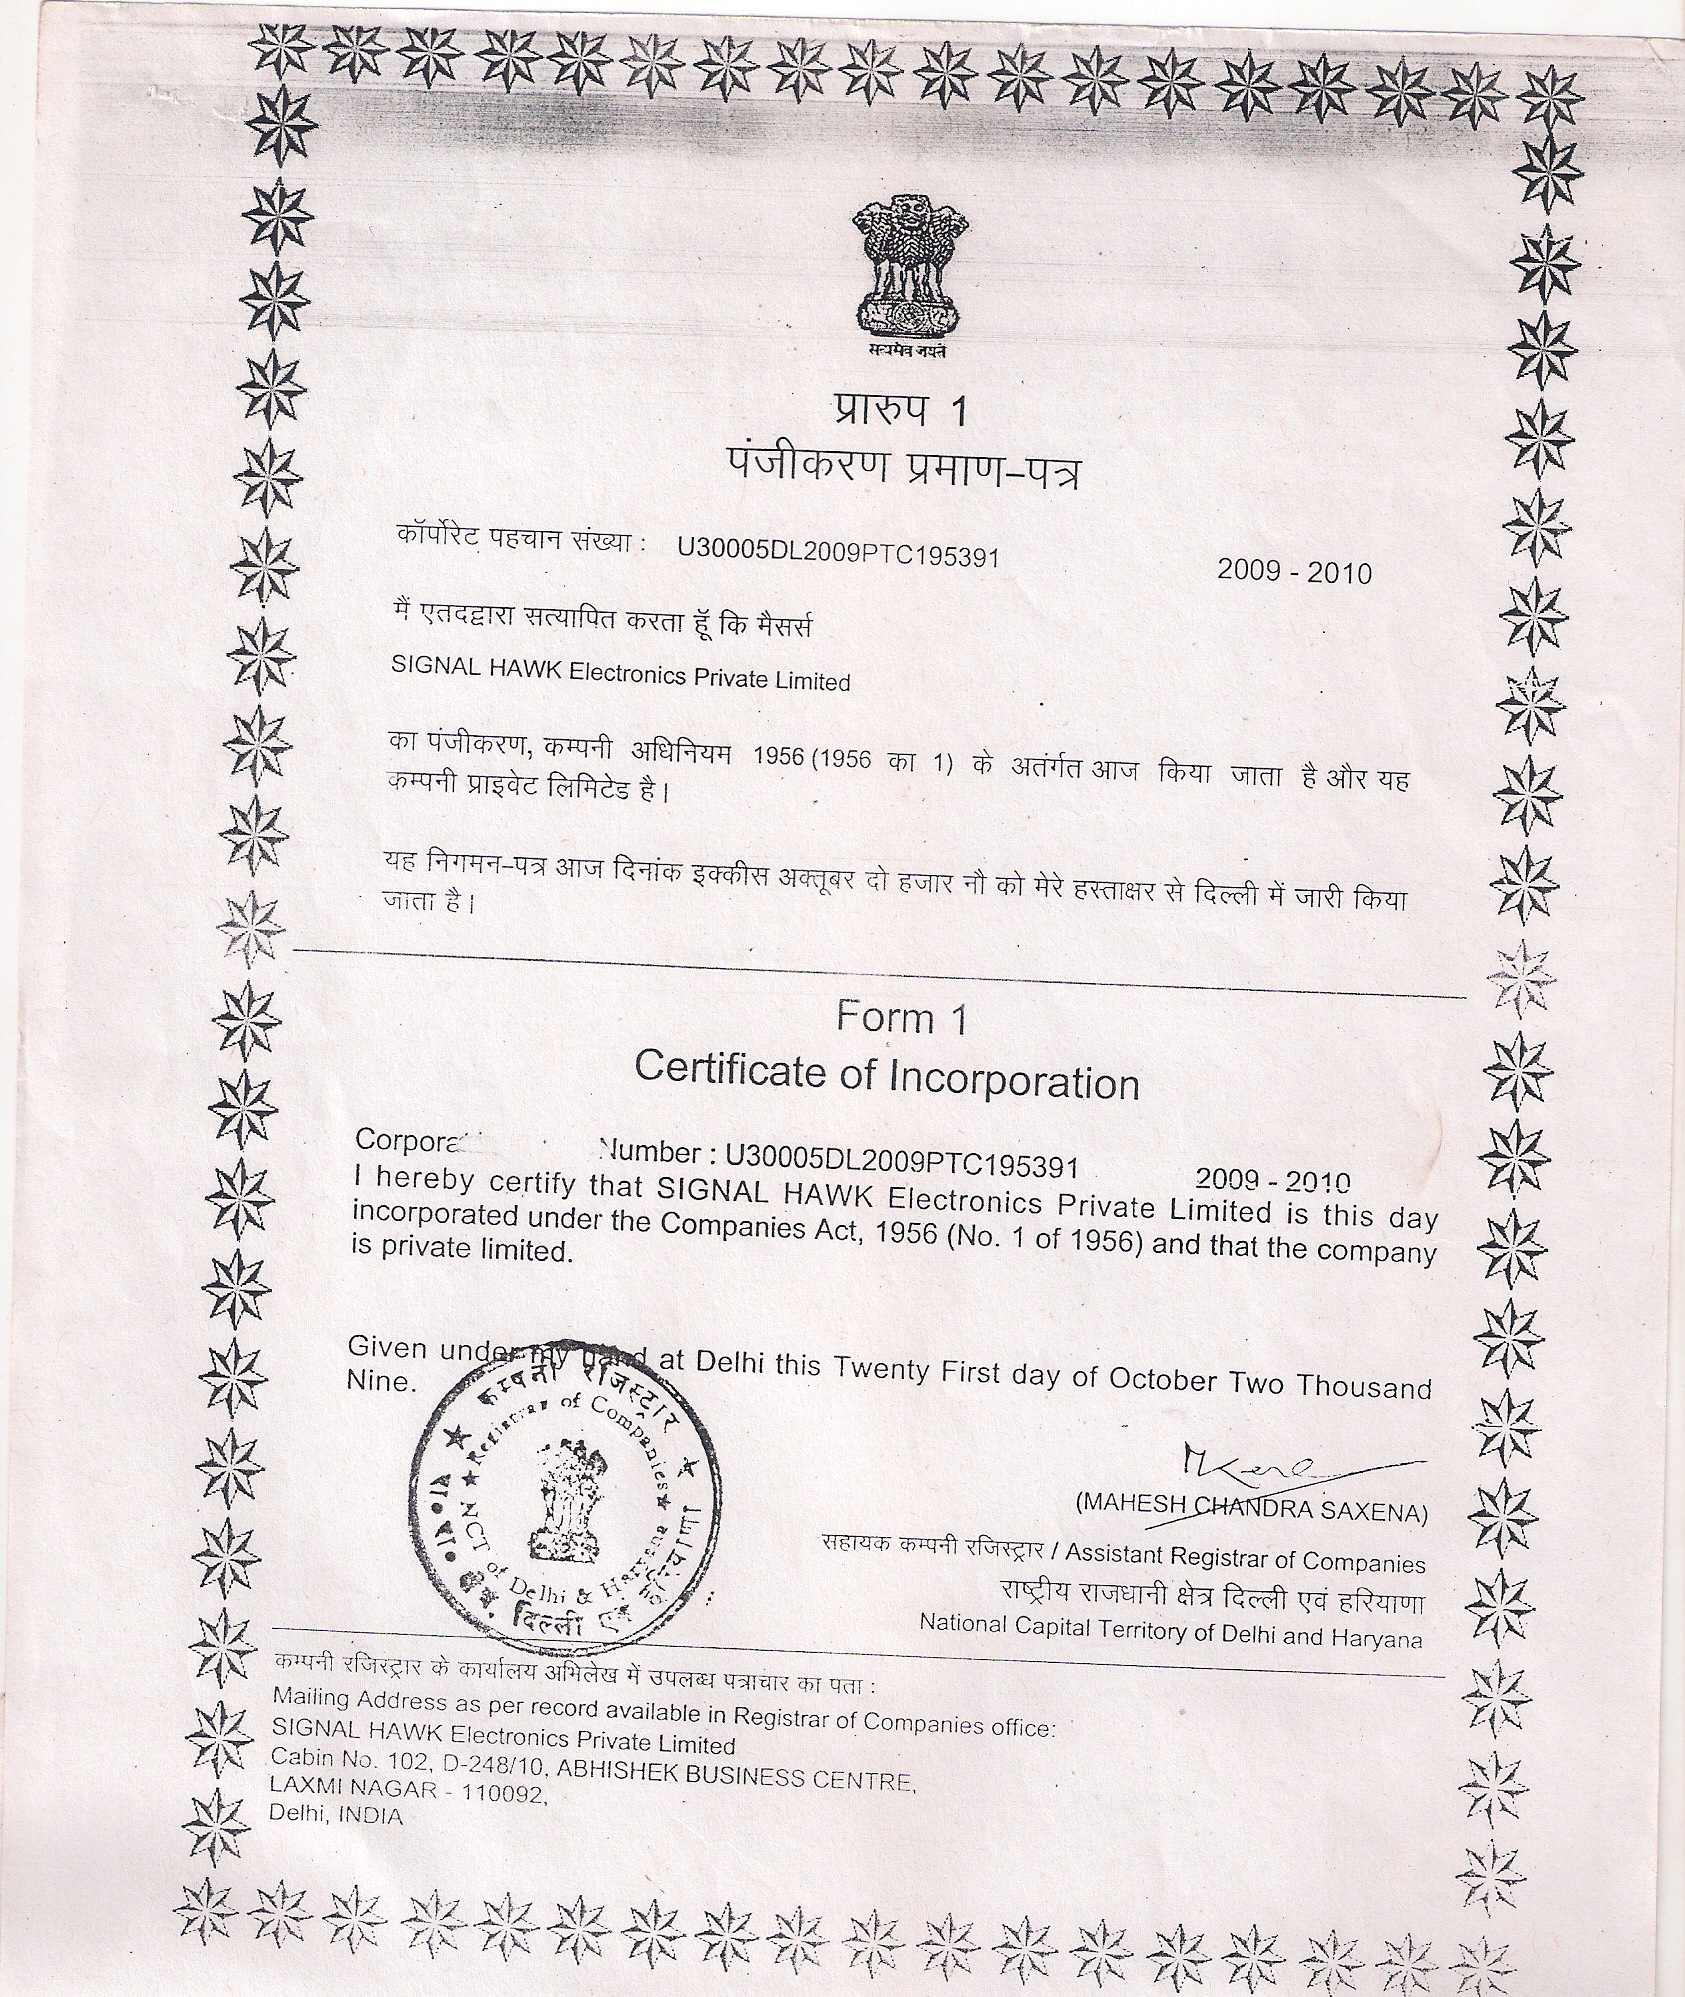 सत्यमेव जयते
प्रारुप 1
पंजीकरण प्रमाण-पत्र
कॉर्पोरेट पहचान संख्या : U30005DL2009PTC195391 2009 - 2010
मैं एतदद्वारा सत्यापित करता हूँ कि मैसर्स
SIGNAL HAWK Electronics Private Limited
का पंजीकरण, कम्पनी अधिनियम 1956 (1956 का 1) के अतंर्गत आज किया जाता है और यह
कम्पनी प्राइवेट लिमिटेड है।
यह निगमन-पत्र आज दिनांक इक्कीस अक्तूबर दो हजार नौ को मेरे हस्ताक्षर से दिल्ली में जारी किया
जाता है।
Form 1
Certificate of Incorporation
Number : U30005DL2009PTC195391 2009 - 2010
I hereby certify that SIGNAL HAWK Electronics Private Limited is this day
incorporated under the Companies Act, 1956 (No. 1 of 1956) and that the company
is private limited.
Given under my hand at Delhi this Twenty First day of October Two Thousand
Nine.
कम्पनी रजिस्ट्रार
Registrar of Companies
NCT of Delhi & Haryana
दिल्ली एवं हरियाणा
(MAHESH CHANDRA SAXENA)
सहायक कम्पनी रजिस्ट्रार / Assistant Registrar of Companies
राष्ट्रीय राजधानी क्षेत्र दिल्ली एवं हरियाणा
National Capital Territory of Delhi and Haryana
कम्पनी रजिस्ट्रार के कार्यालय अभिलेख में उपलब्ध पत्राचार का पता :
Mailing Address as per record available in Registrar of Companies office:
SIGNAL HAWK Electronics Private Limited
Cabin No. 102, D-248/10, ABHISHEK BUSINESS CENTRE,
LAXMI NAGAR - 110092,
Delhi, INDIA